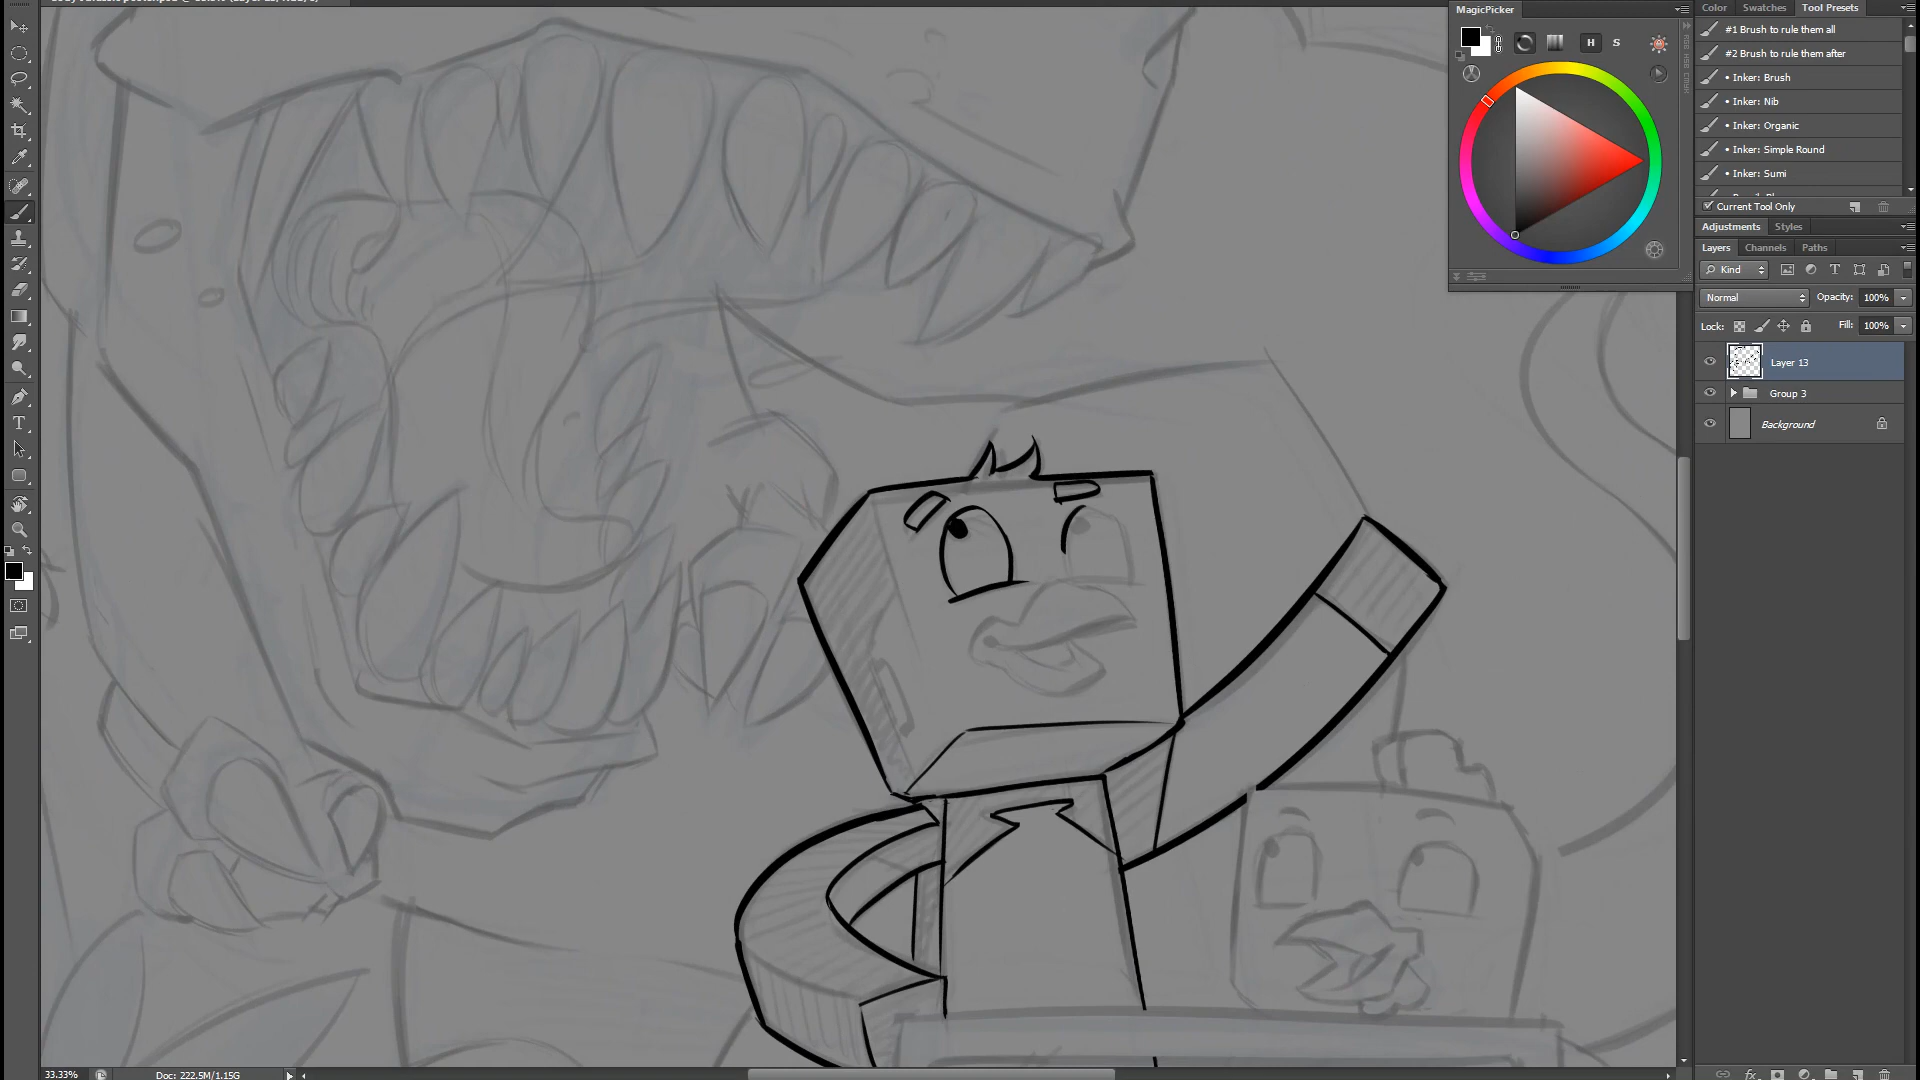 MagicPicker
H S
Color Swatches Tool Presets
#1 Brush to rule them all
#2 Brush to rule them after
• Inker: Brush
• Inker: Nib
• Inker: Organic
• Inker: Simple Round
• Inker: Sumi
Current Tool Only
Adjustments Styles
Layers Channels Paths
Kind
Normal Opacity: 100%
Lock: Fill: 100%
Layer 13
Group 3
Background
33.33% Doc: 222.5M/1.15G